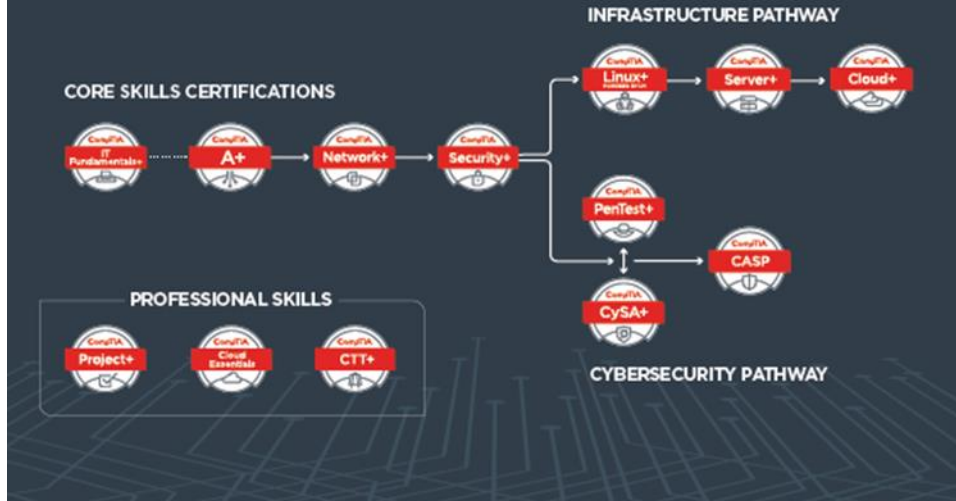 INFRASTRUCTURE PATHWAY
CORE SKILLS CERTIFICATIONS
CompTIA
IT
Fundamentals+
CompTIA
A+
CompTIA
Network+
CompTIA
Security+
CompTIA
Linux+
CompTIA
Server+
CompTIA
Cloud+
CompTIA
PenTest+
CompTIA
CySA+
CompTIA
CASP
CYBERSECURITY PATHWAY
PROFESSIONAL SKILLS
CompTIA
Project+
CompTIA
Cloud
Essentials
CompTIA
CTT+